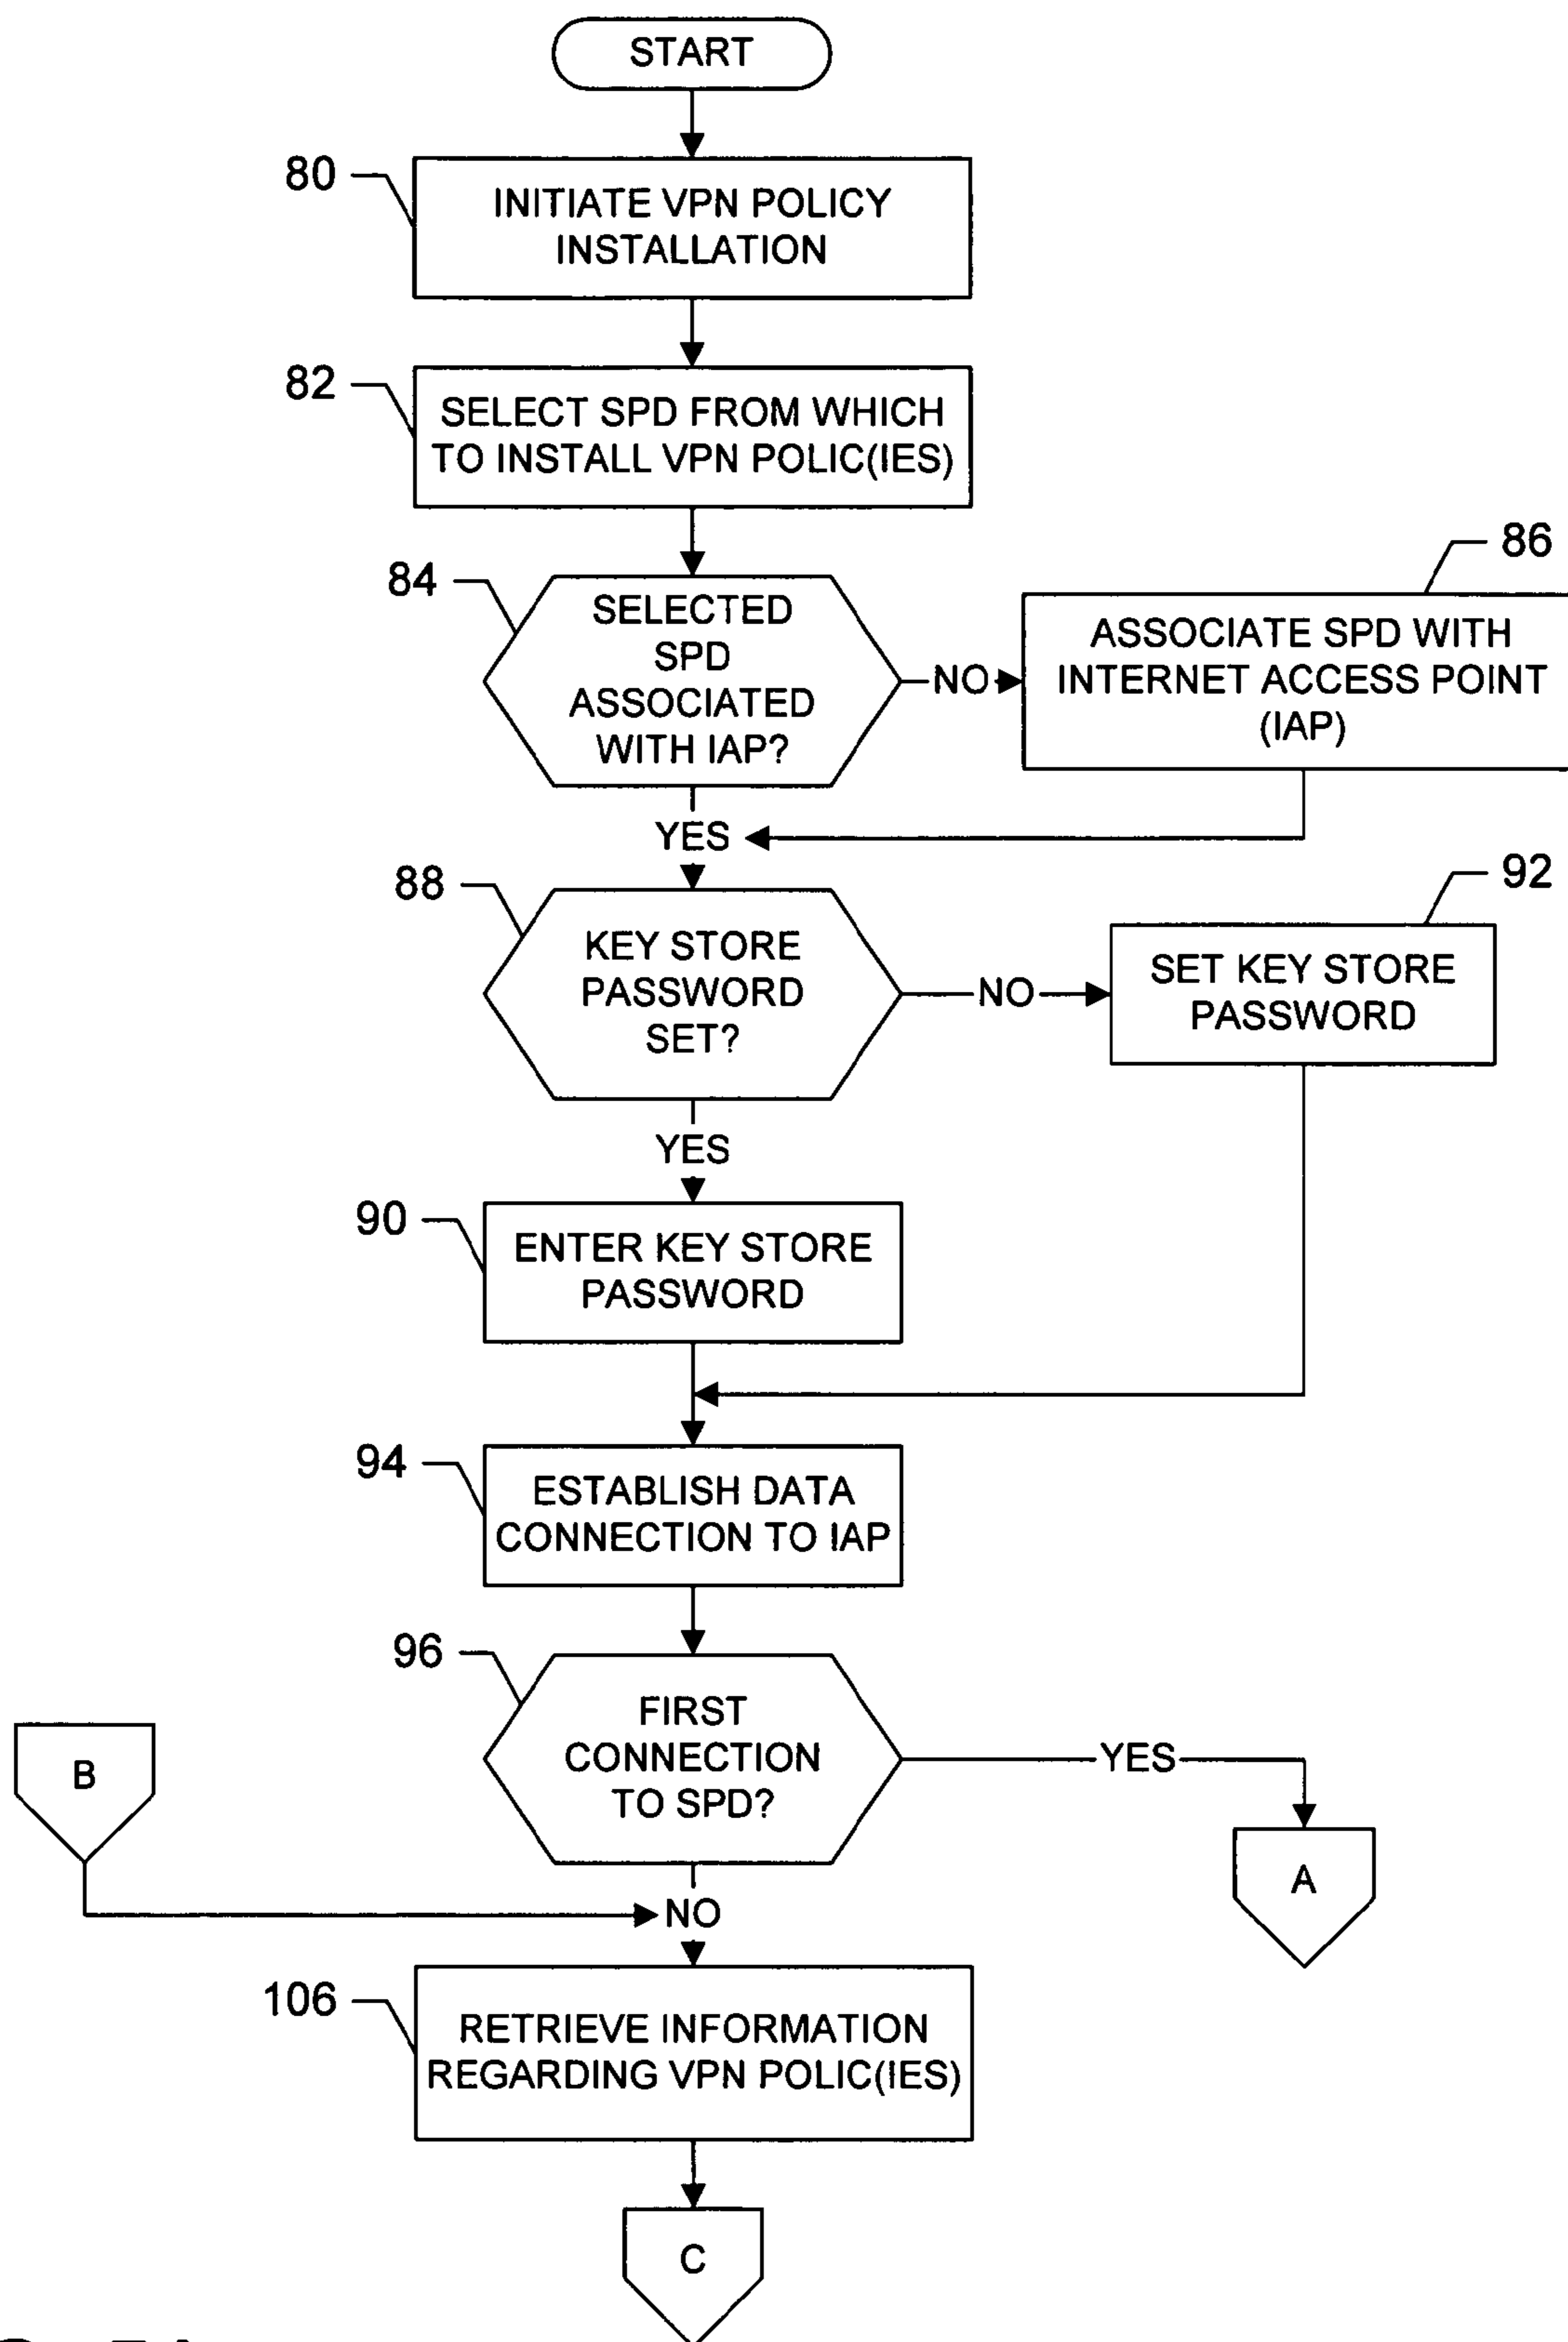 START
80
INITIATE VPN POLICY
INSTALLATION
82
SELECT SPD FROM WHICH
TO INSTALL VPN POLIC(IES)
84
SELECTED
SPD
ASSOCIATED
WITH IAP?
NO
86
ASSOCIATE SPD WITH
INTERNET ACCESS POINT
(IAP)
YES
88
KEY STORE
PASSWORD
SET?
NO
92
SET KEY STORE
PASSWORD
YES
90
ENTER KEY STORE
PASSWORD
94
ESTABLISH DATA
CONNECTION TO IAP
96
FIRST
CONNECTION
TO SPD?
YES
B
A
NO
106
RETRIEVE INFORMATION
REGARDING VPN POLIC(IES)
C